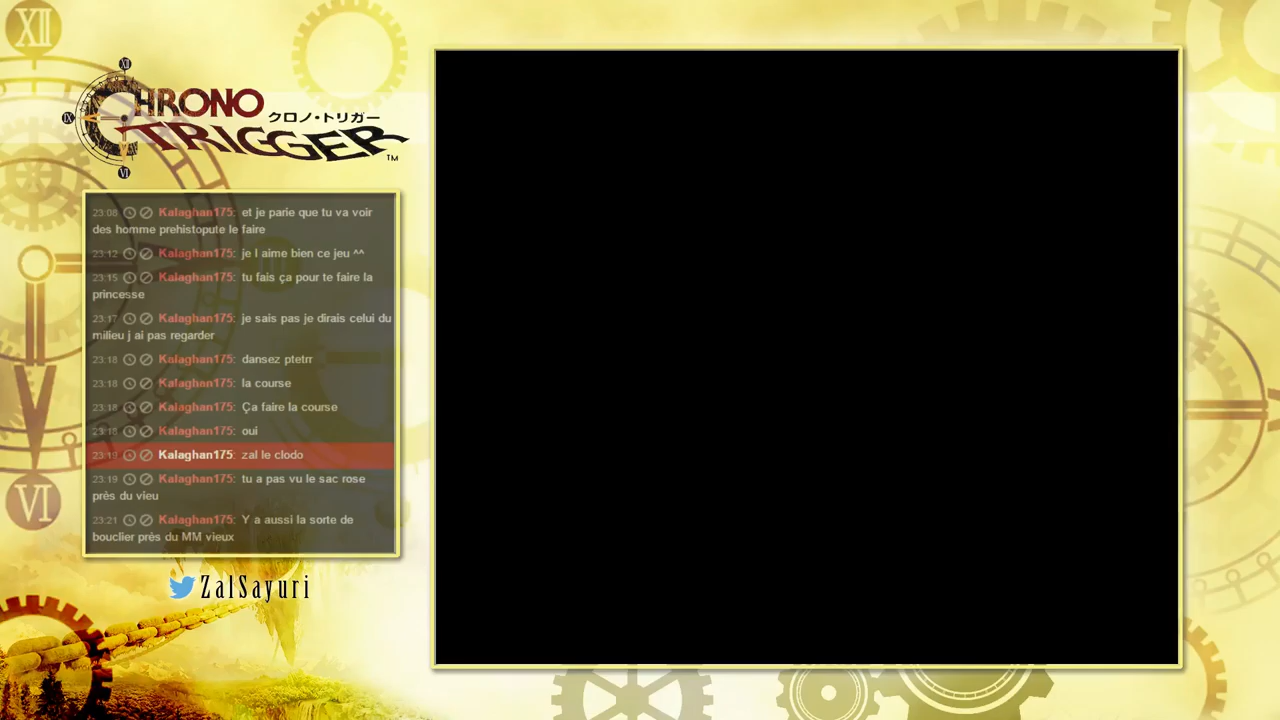 XII
XII
CHRONO
クロノ・トリガー
IX
TRIGGER
TM
VI
23:08 Kalaghan175: et je parie que tu va voir
des homme prehistopute le faire
23:12 Kalaghan175: je l aime bien ce jeu ^^
23:15 Kalaghan175: tu fais ça pour te faire la
princesse
23:17 Kalaghan175: je sais pas je dirais celui du
milieu j ai pas regarder
23:18 Kalaghan175: dansez ptetrr
23:18 Kalaghan175: la course
23:18 Kalaghan175: Ça faire la course
23:18 Kalaghan175: oui
23:19 Kalaghan175: zal le clodo
23:19 Kalaghan175: tu a pas vu le sac rose
près du vieu
VI
23:21 Kalaghan175: Y a aussi la sorte de
bouclier près du MM vieux
ZalSayuri